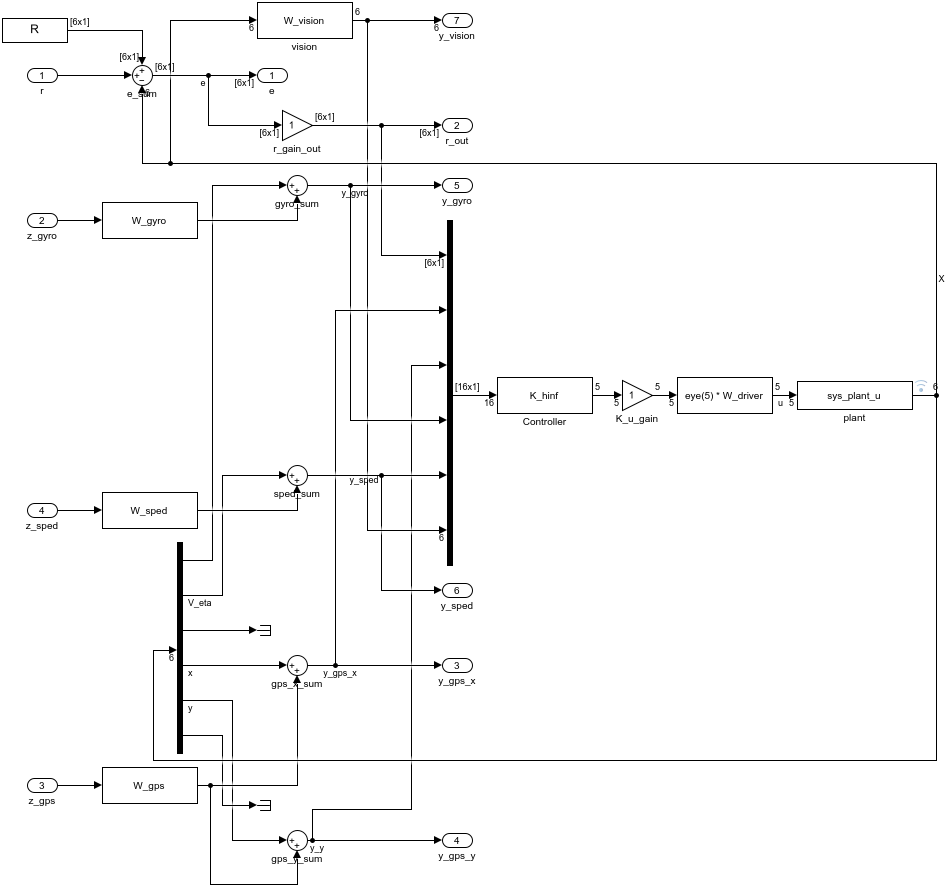 R
[6x1]
[6x1]
1
r
[6x1]
e_sum
6
e
[6x1]
1
e
W_vision
6
6
vision
7
6
y_vision
1
[6x1]
[6x1]
r_gain_out
2
[6x1]
r_out
gyro_sum
y_gyro
5
y_gyro
2
z_gyro
W_gyro
[6x1]
X
[16x1]
16
K_hinf
5
Controller
5
1
5
K_u_gain
5
eye(5) * W_driver
5
u
5
sys_plant_u
6
plant
sped_sum
y_sped
4
z_sped
W_sped
6
6
y_sped
V_eta
6
x
gps_x_sum
y_gps_x
3
y_gps_x
y
3
z_gps
W_gps
gps_y_sum
y_y
4
y_gps_y